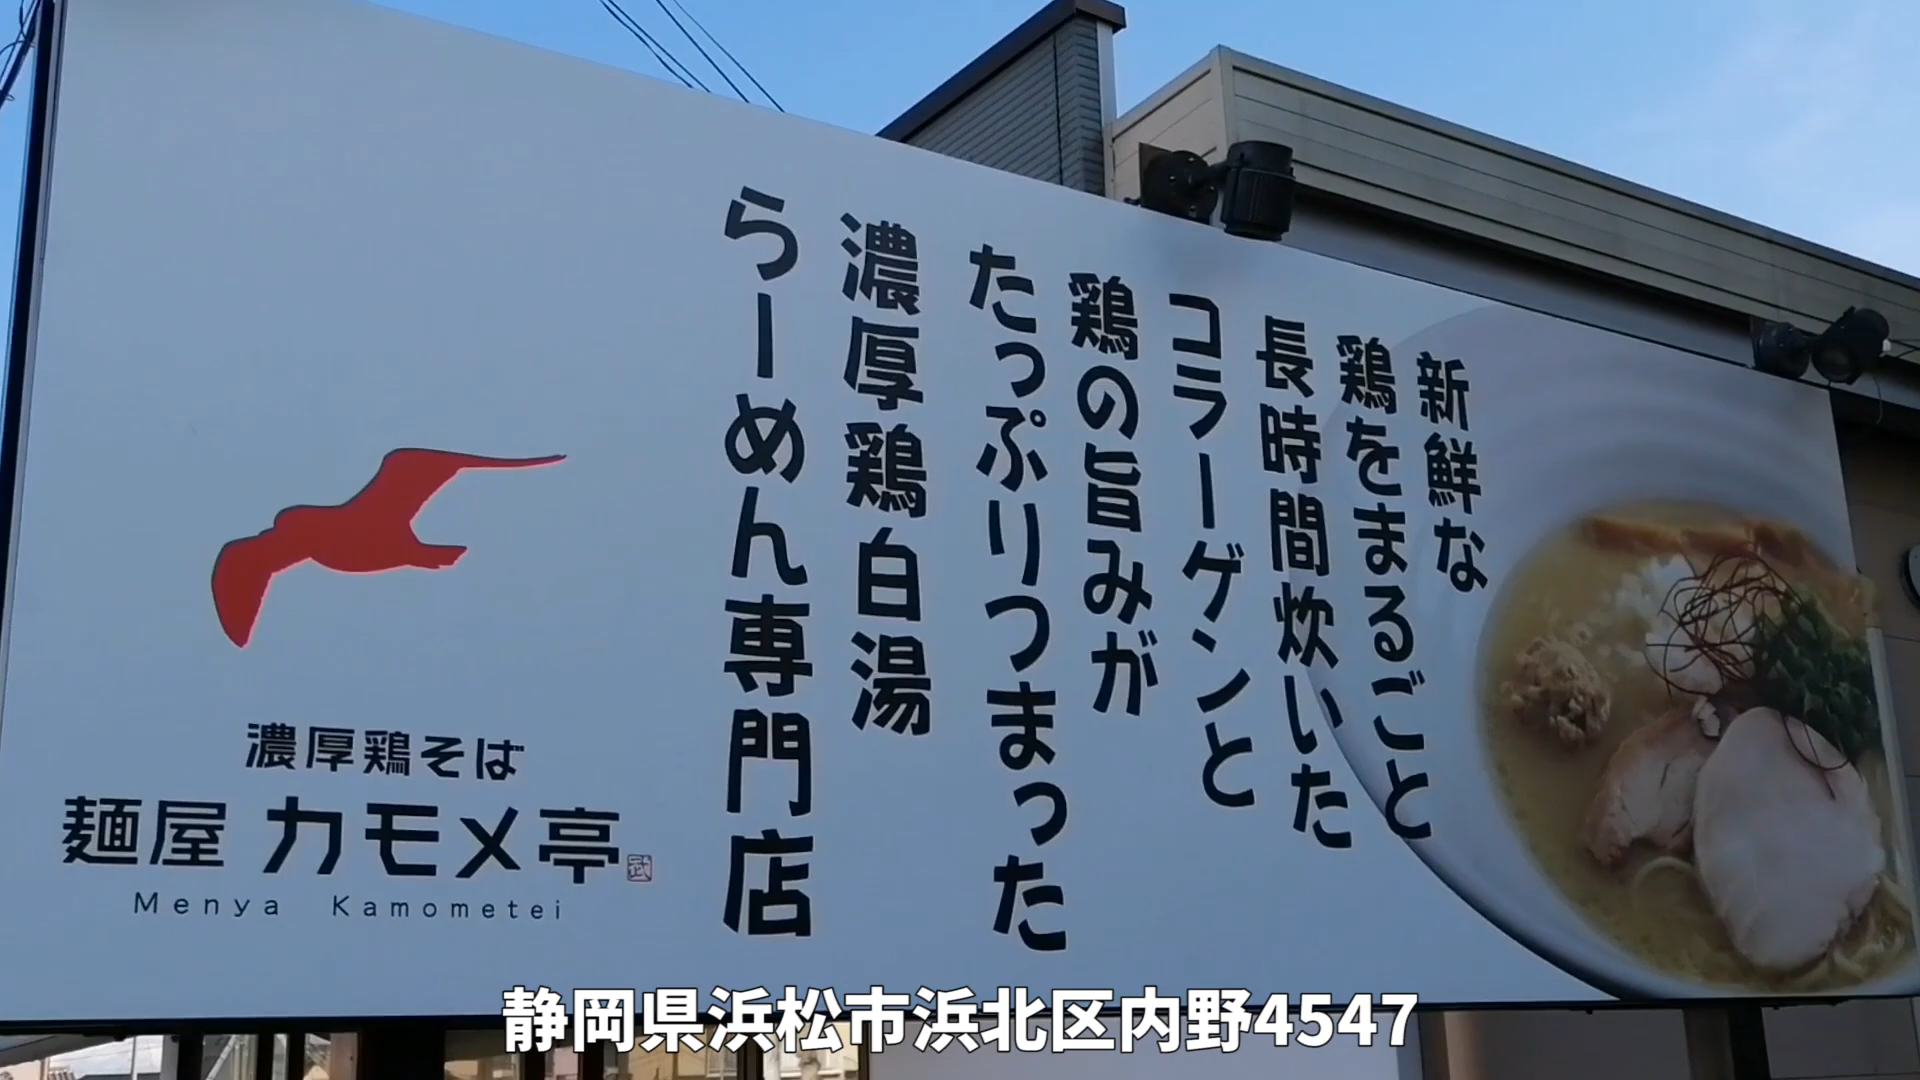 新鮮な
鶏をまるごと
長時間炊いた
コラーゲンと
鶏の旨みが
たっぷりつまった
濃厚鶏白湯
らーめん専門店
濃厚鶏そば
麺屋 カモメ亭
Menya Kamometei
静岡県浜松市浜北区内野4547